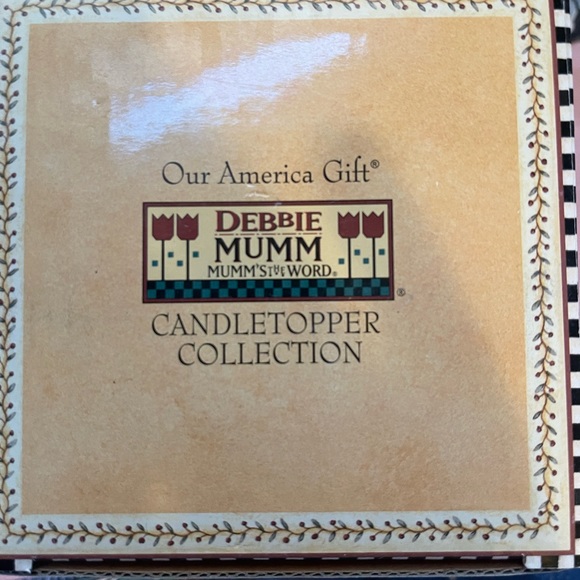 Our America Gift®
DEBBIE
MUMM
MUMM'S THE WORD®
®
CANDLETOPPER
COLLECTION